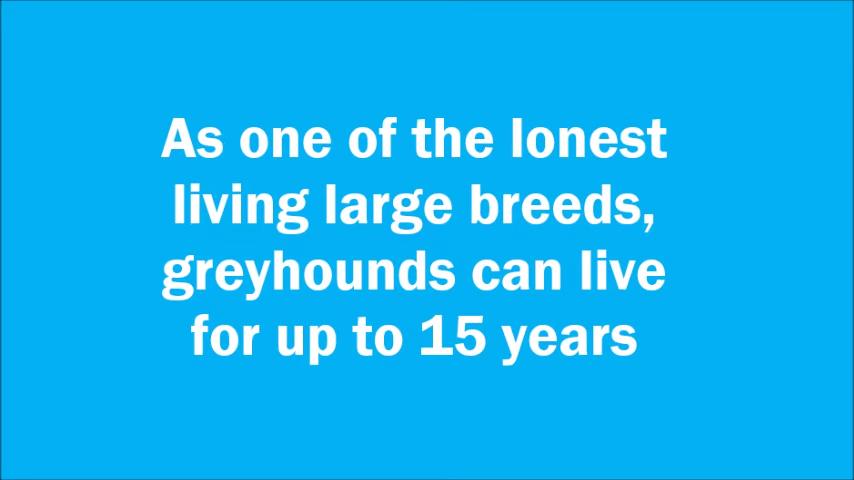 As one of the lonest
living large breeds,
greyhounds can live
for up to 15 years